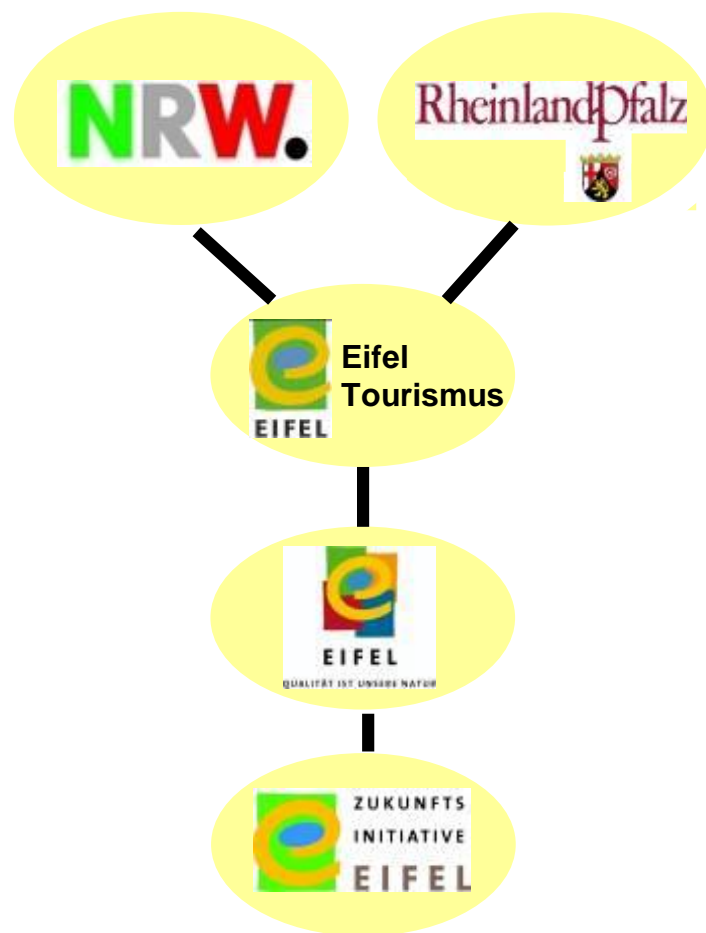 NRW.
RheinlandPfalz
Eifel
Tourismus
EIFEL
EIFEL
QUALITÄT IST UNSERE NATUR
ZUKUNFTS
INITIATIVE
EIFEL